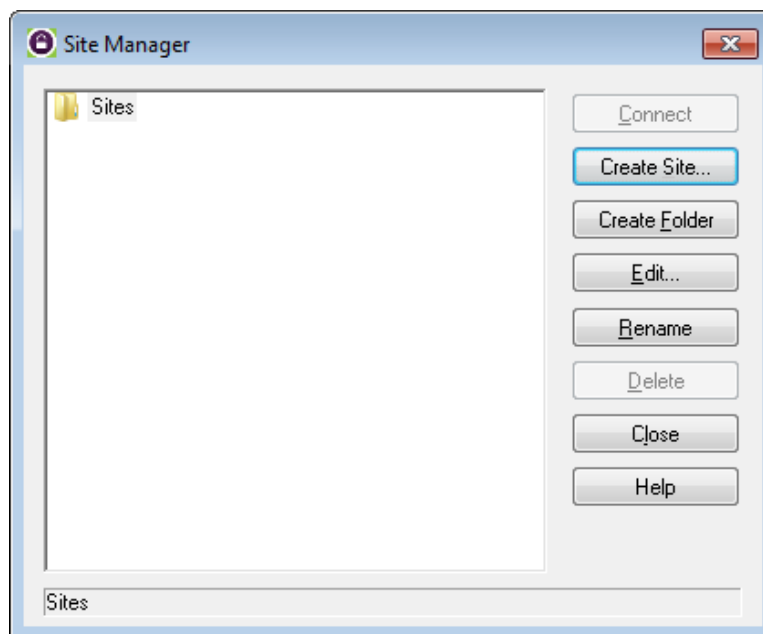 Site Manager
Sites
Connect
Create Site...
Create Folder
Edit...
Rename
Delete
Close
Help
Sites